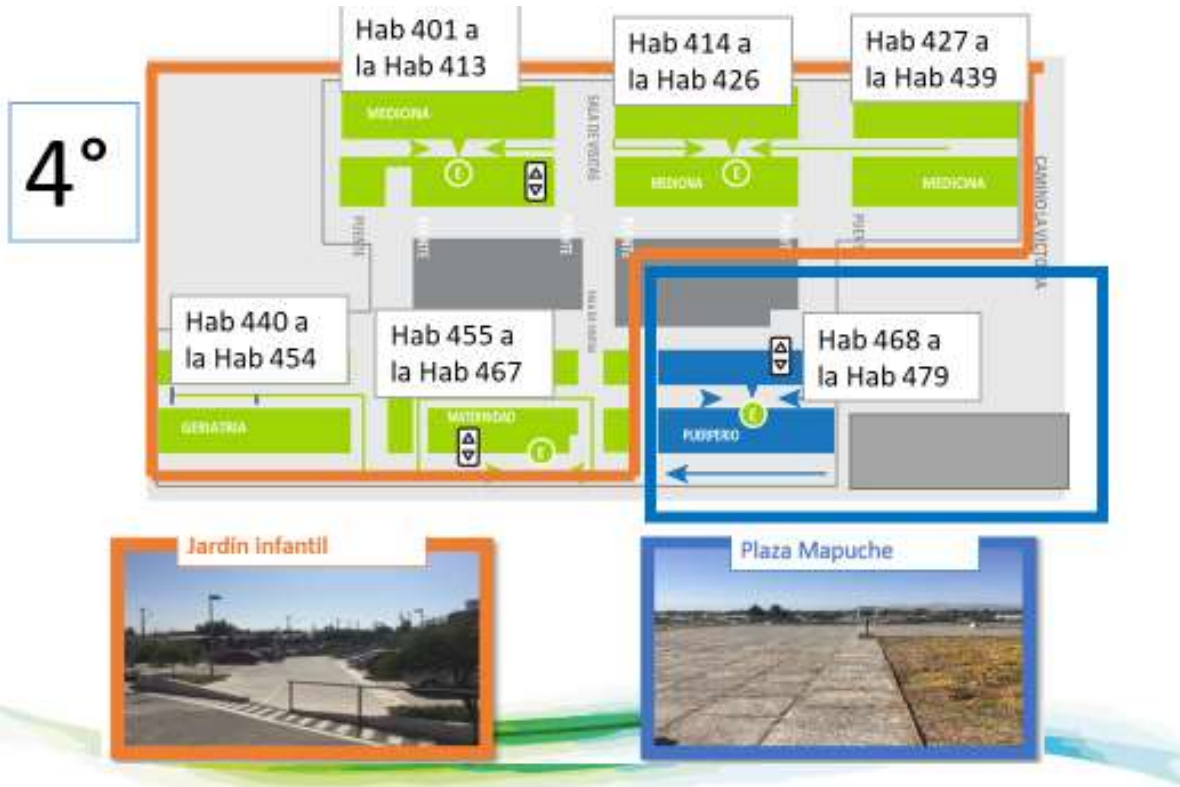 4°
Hab 401 a
la Hab 413
Hab 414 a
la Hab 426
Hab 427 a
la Hab 439
MEDICINA
SALA DE VISITAS
E
E
MEDICINA
MEDICINA
CAMINO LA VICTORIA
PUENTE
PUENTE
PUENTE
PUENTE
PUENTE
PUENTE
Hab 440 a
la Hab 454
Hab 455 a
la Hab 467
Hab 468 a
la Hab 479
GERIATRIA
MATERNIDAD
E
E
PUERPERIO
Jardín infantil
Plaza Mapuche